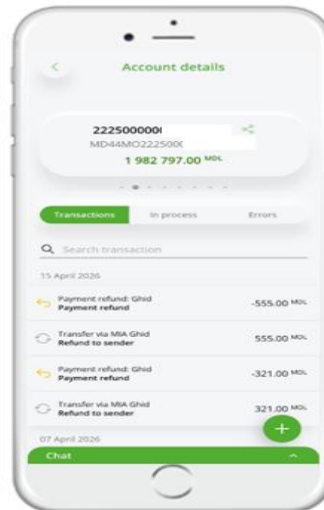 Account details
222500000
MD44MO222500
1 982 797.00 MDL
Transactions In process Errors
Search transaction
15 April 2026
Payment refund: Ghid
Payment refund
-555.00 MDL
Transfer via MIA Ghid
Refund to sender
555.00 MDL
Payment refund: Ghid
Payment refund
-321.00 MDL
Transfer via MIA Ghid
Refund to sender
321.00 MDL
07 April 2026
Chat